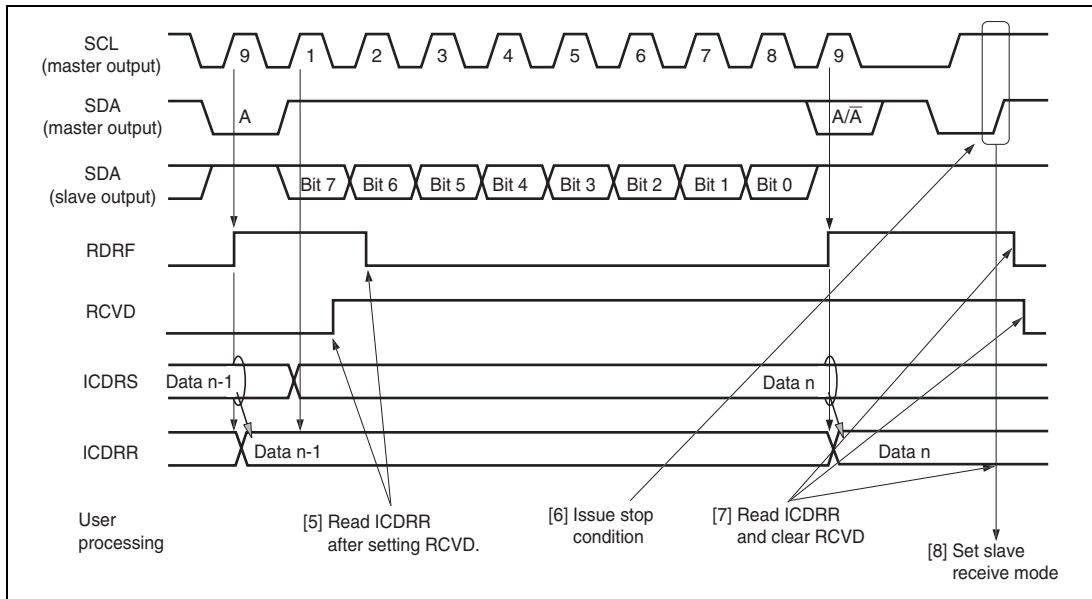 SCL
(master output)
9 1 2 3 4 5 6 7 8 9
SDA
(master output)
A A/A̅
SDA
(slave output)
Bit 7 Bit 6 Bit 5 Bit 4 Bit 3 Bit 2 Bit 1 Bit 0
RDRF
RCVD
ICDRS
Data n-1 Data n
ICDRR
Data n-1 Data n
User
processing
[5] Read ICDRR
after setting RCVD.
[6] Issue stop
condition
[7] Read ICDRR
and clear RCVD
[8] Set slave
receive mode